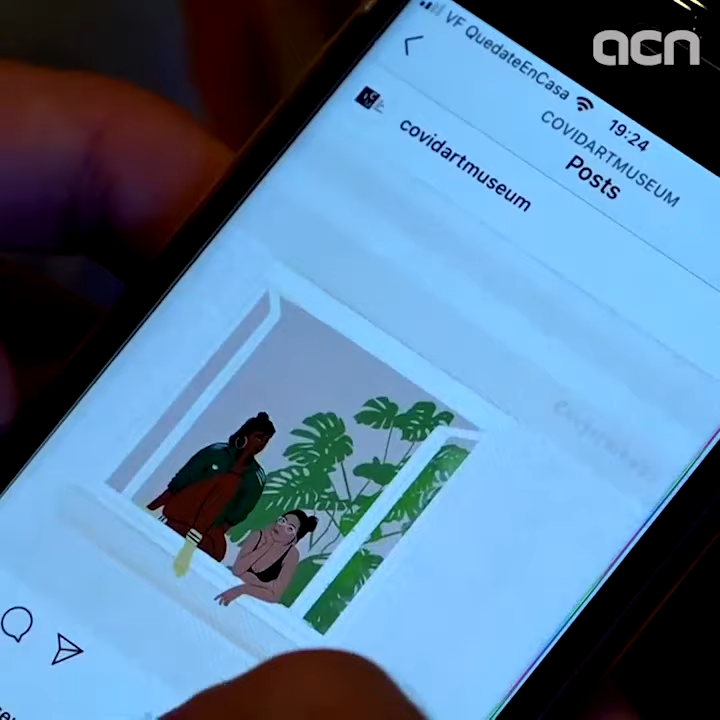 acn
VF QuedateEnCasa
19:24
COVIDARTMUSEUM
Posts
covidartmuseum